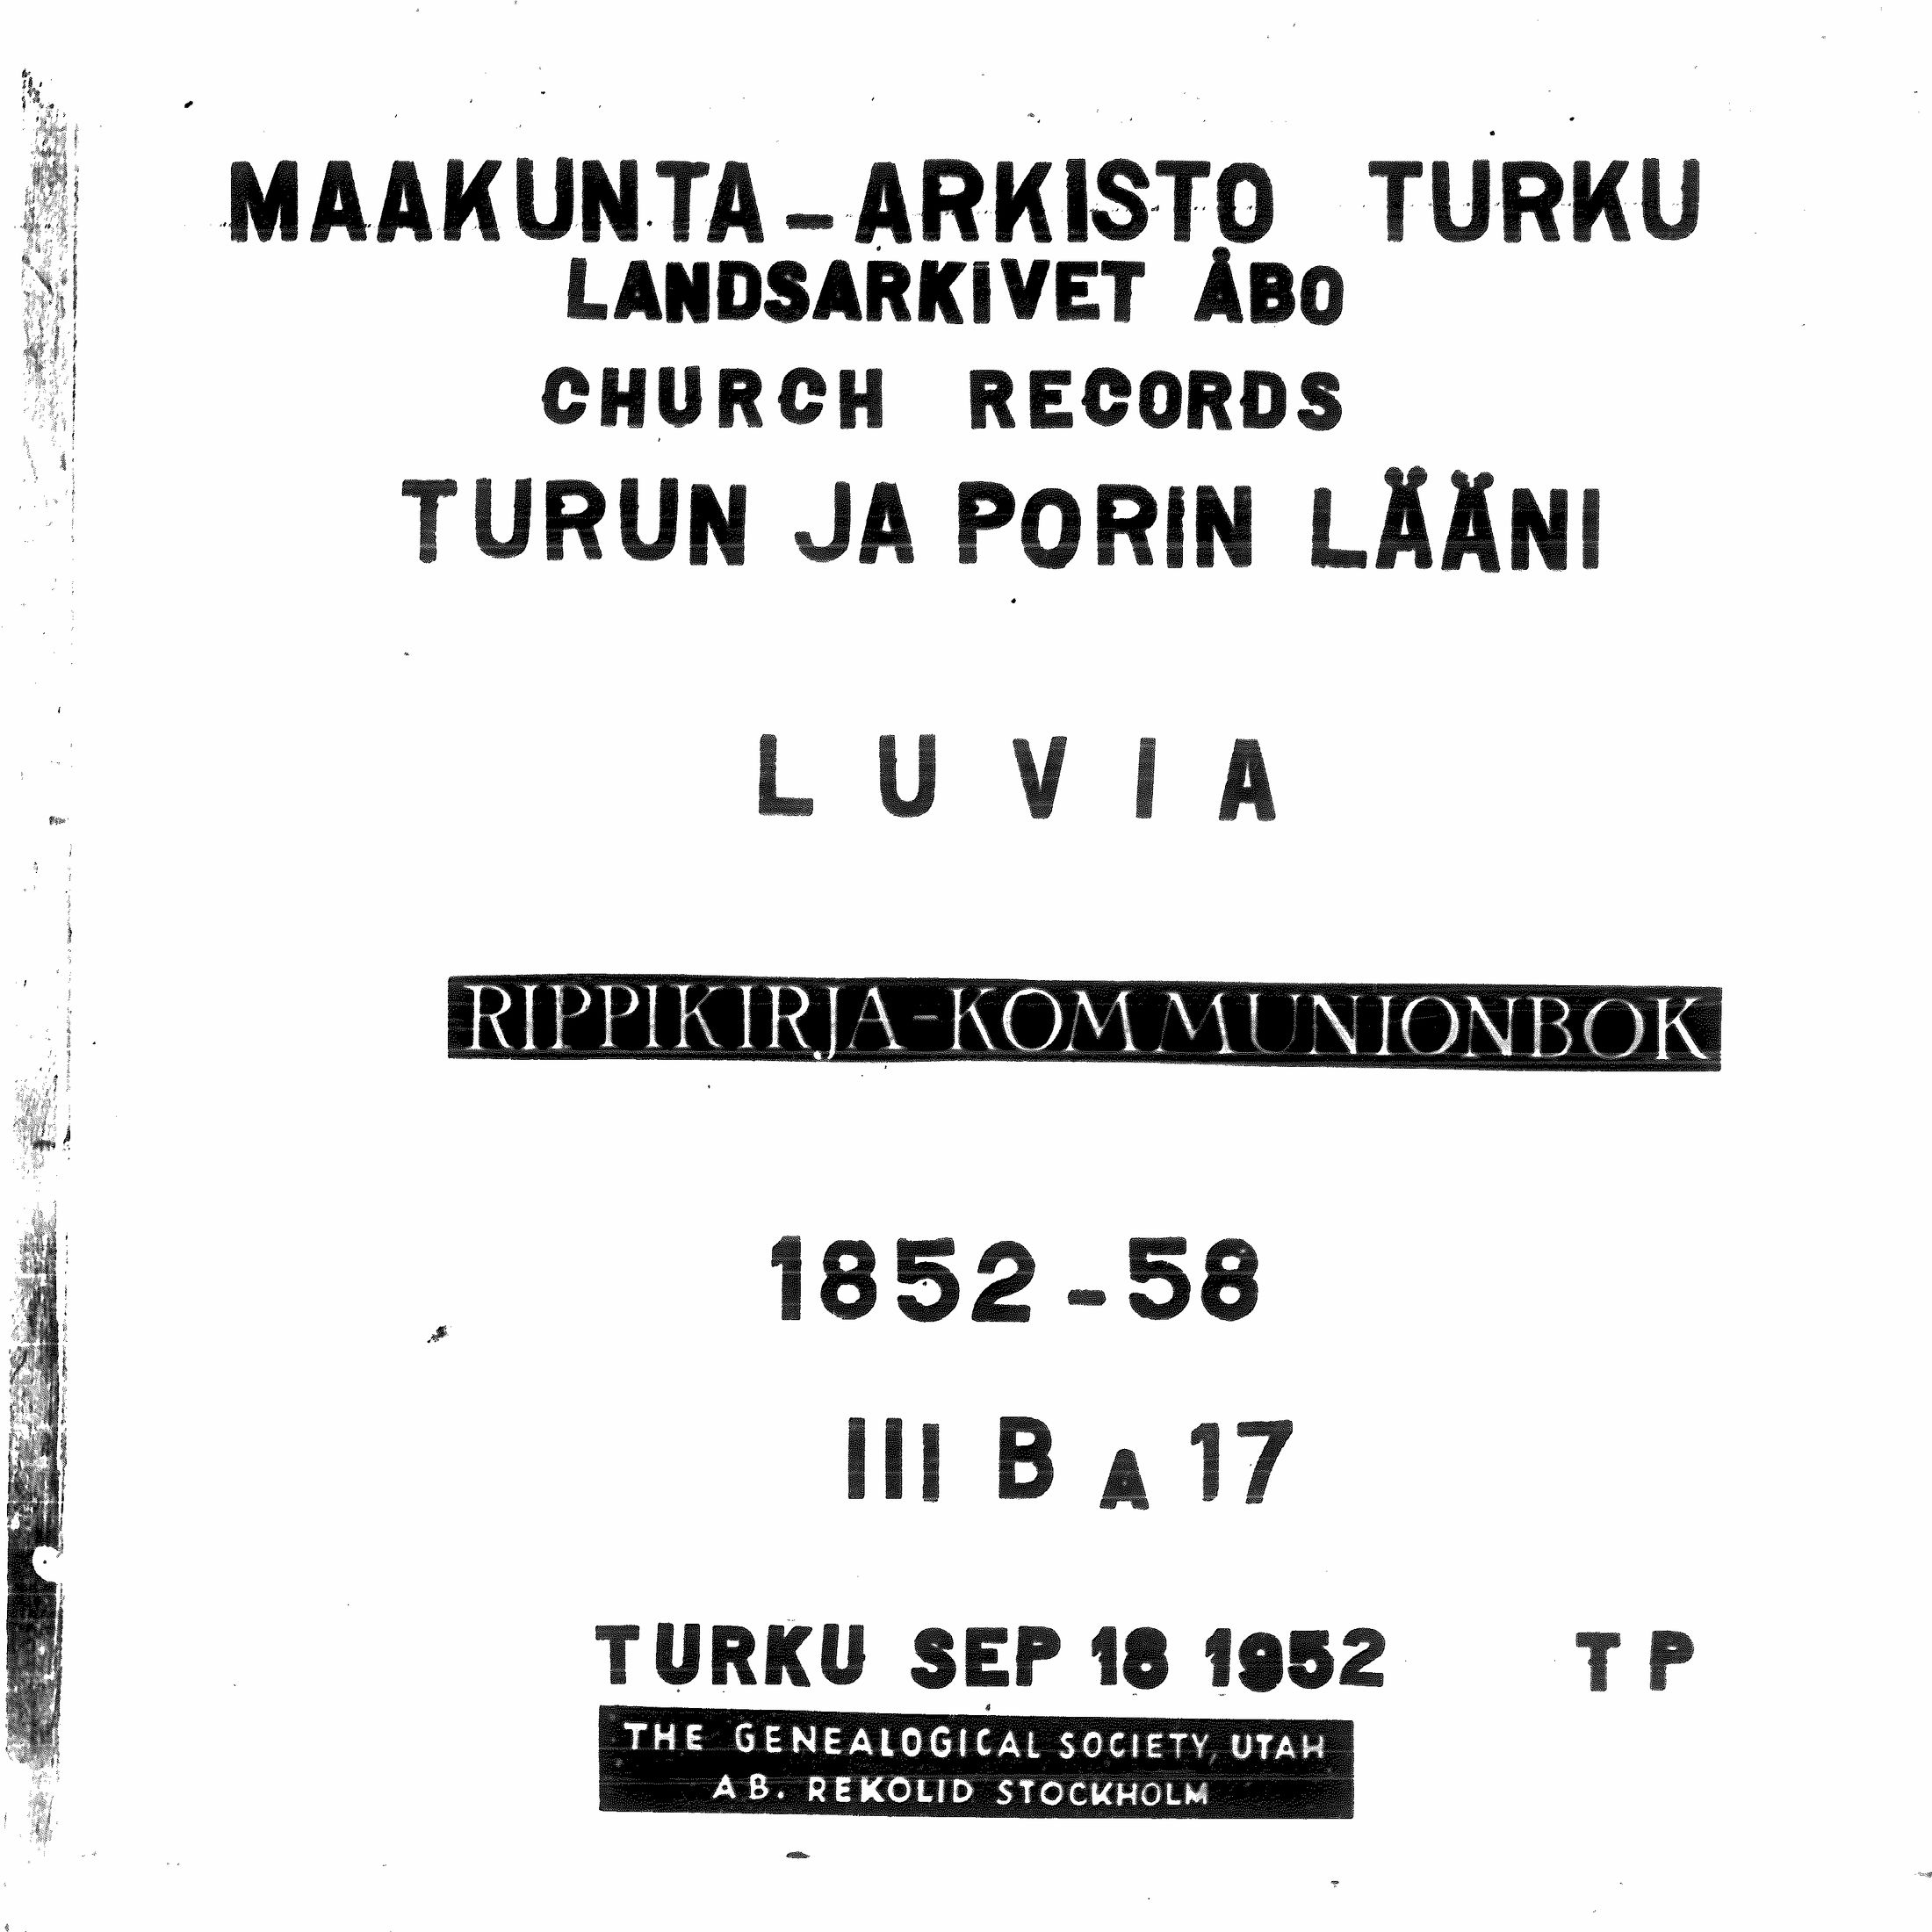 MAAKUNTA-ARKISTO TURKU
LANDSARKIVET ÅBO
CHURCH RECORDS
TURUN JA PORIN LÄÄNI
LUVIA
RIPPIKIRJA-KOMMUNIONBOK
1852-58
III B A 17
TURKU SEP 18 1952 T P
THE GENEALOGICAL SOCIETY, UTAH
AB. REKOLID STOCKHOLM